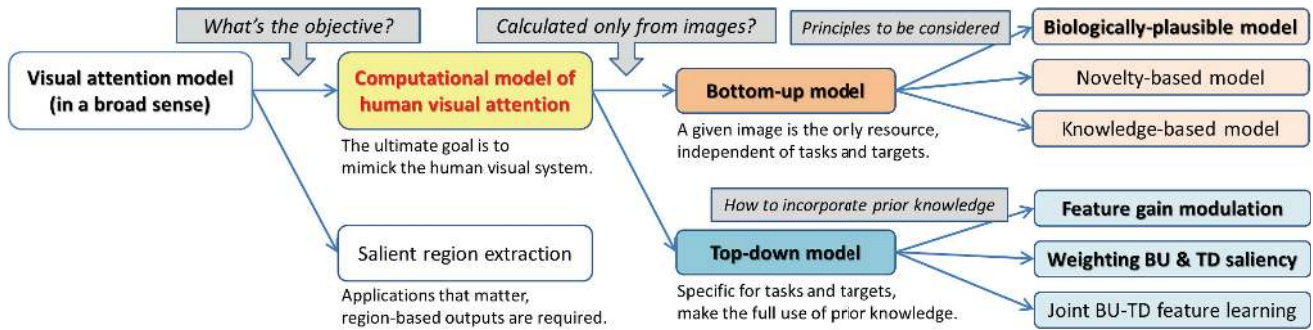 What's the objective?
Calculated only from images?
Principles to be considered
Visual attention model
(in a broad sense)
Computational model of
human visual attention
The ultimate goal is to
mimick the human visual system.
Salient region extraction
Applications that matter,
region-based outputs are required.
Bottom-up model
A given image is the only resource,
independent of tasks and targets.
Biologically-plausible model
Novelty-based model
Knowledge-based model
How to incorporate prior knowledge
Top-down model
Specific for tasks and targets,
make the full use of prior knowledge.
Feature gain modulation
Weighting BU & TD saliency
Joint BU-TD feature learning